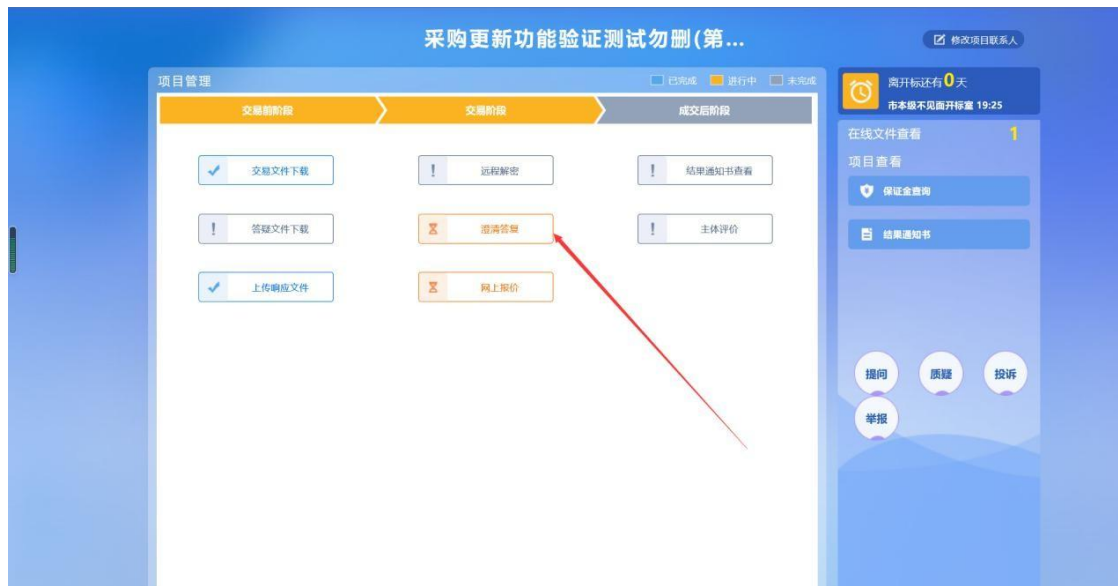 采购更新功能验证测试勿删(第...
修改项目联系人
项目管理
已完成 进行中 未完成
交易前阶段 交易阶段 成交后阶段
交易文件下载 远程解密 结果通知书查看
答疑文件下载 澄清答复 主体评价
上传响应文件 网上报价
离开标还有0天
市本级不见面开标室 19:25
在线文件查看 1
项目查看
保证金查询
结果通知书
提问 质疑 投诉
举报